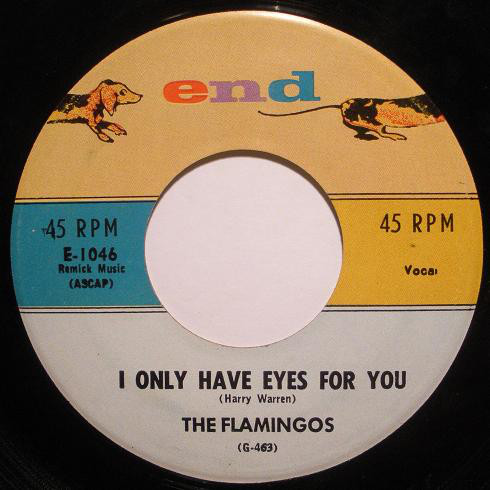 end
45 RPM
E-1046
Remick Music
(ASCAP)
45 RPM
Vocal
I ONLY HAVE EYES FOR YOU
(Harry Warren)
THE FLAMINGOS
(G-463)